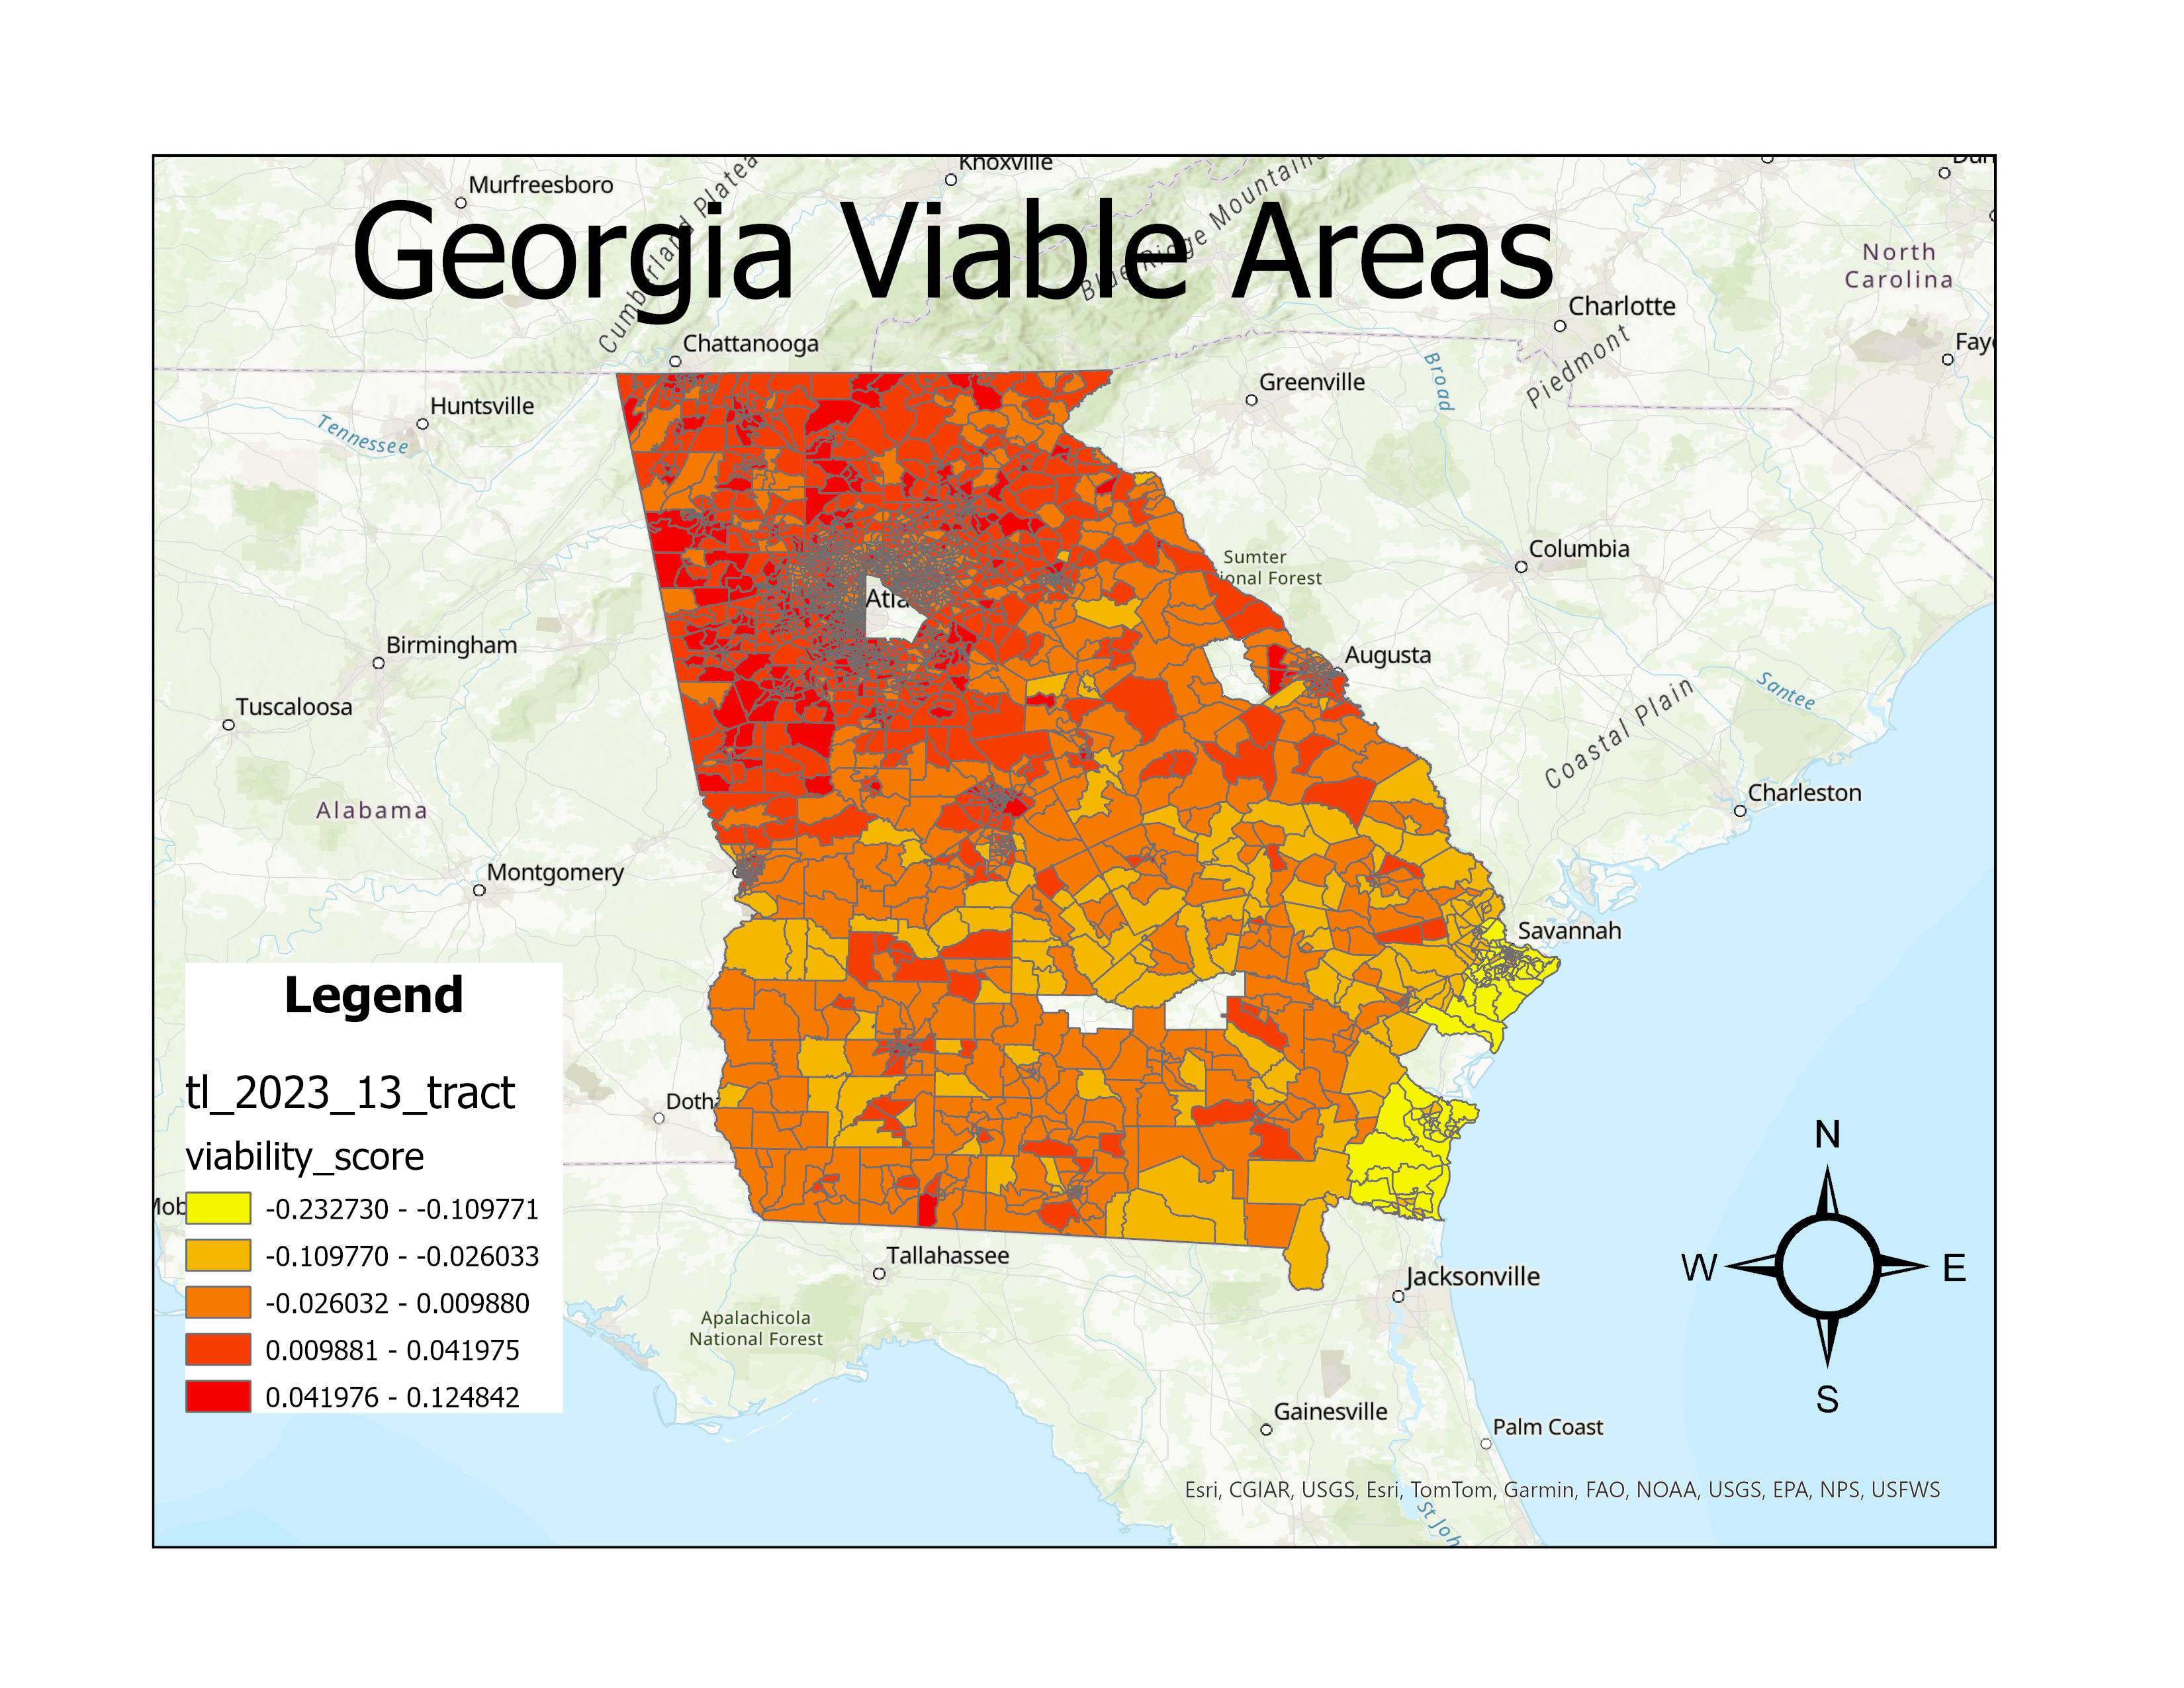 Knoxville
Murfreesboro
Cumberland Platea
Blue Ridge Mountains
Georgia Viable Areas
North
Carolina
Charlotte
Piedmont
Chattanooga
Broad
Greenville
Huntsville
Tennessee
Columbia
Sumter
ional Forest
Atla
Birmingham
Augusta
Santee
Tuscaloosa
Coastal Plain
Charleston
Alabama
Montgomery
Savannah
Legend
tl_2023_13_tract
Dotha
viability_score
N
-0.232730 - -0.109771
-0.109770 - -0.026033
-0.026032 - 0.009880
0.009881 - 0.041975
0.041976 - 0.124842
Mob
Tallahassee
W
E
Jacksonville
Apalachicola
National Forest
S
Gainesville
Palm Coast
Esri, CGIAR, USGS, Esri, TomTom, Garmin, FAO, NOAA, USGS, EPA, NPS, USFWS
St Joh